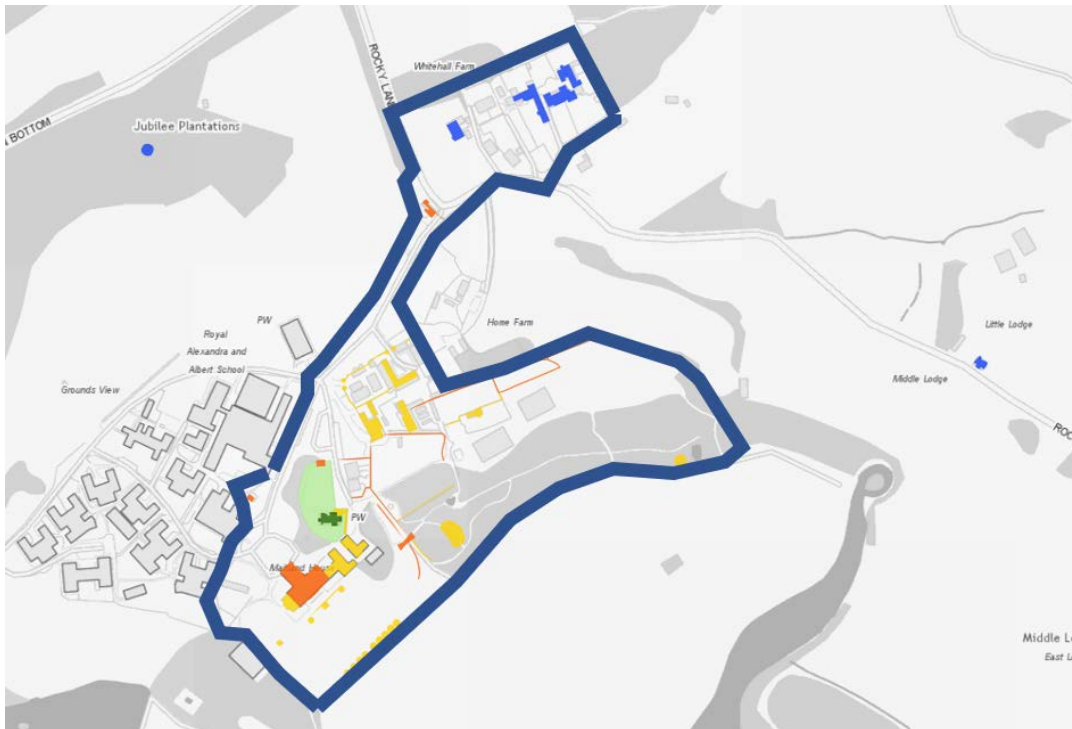 ROCKY LANE
Whitehall Farm
Jubilee Plantations
BOTTOM
PW
Royal
Alexandra and
Albert School
Home Farm
Grounds View
Little Lodge
Middle Lodge
ROC
PW
Middle L
East L